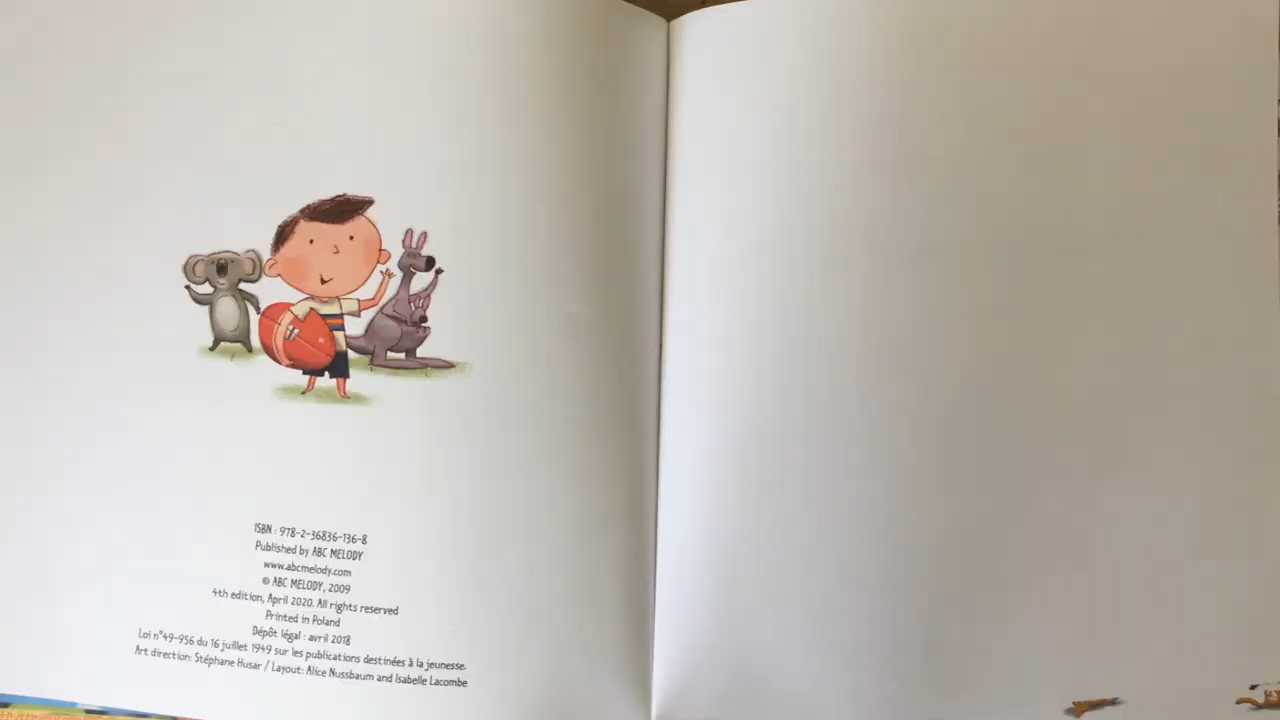 ISBN : 978-2-36836-136-8
Published by ABC MELODY
www.abcmelody.com
© ABC MELODY, 2009
4th edition, April 2020. All rights reserved
Printed in Poland
Dépôt légal : avril 2018
Loi n°49-956 du 16 juillet 1949 sur les publications destinées à la jeunesse.
Art direction: Stéphane Husar / Layout: Alice Nussbaum and Isabelle Lacombe